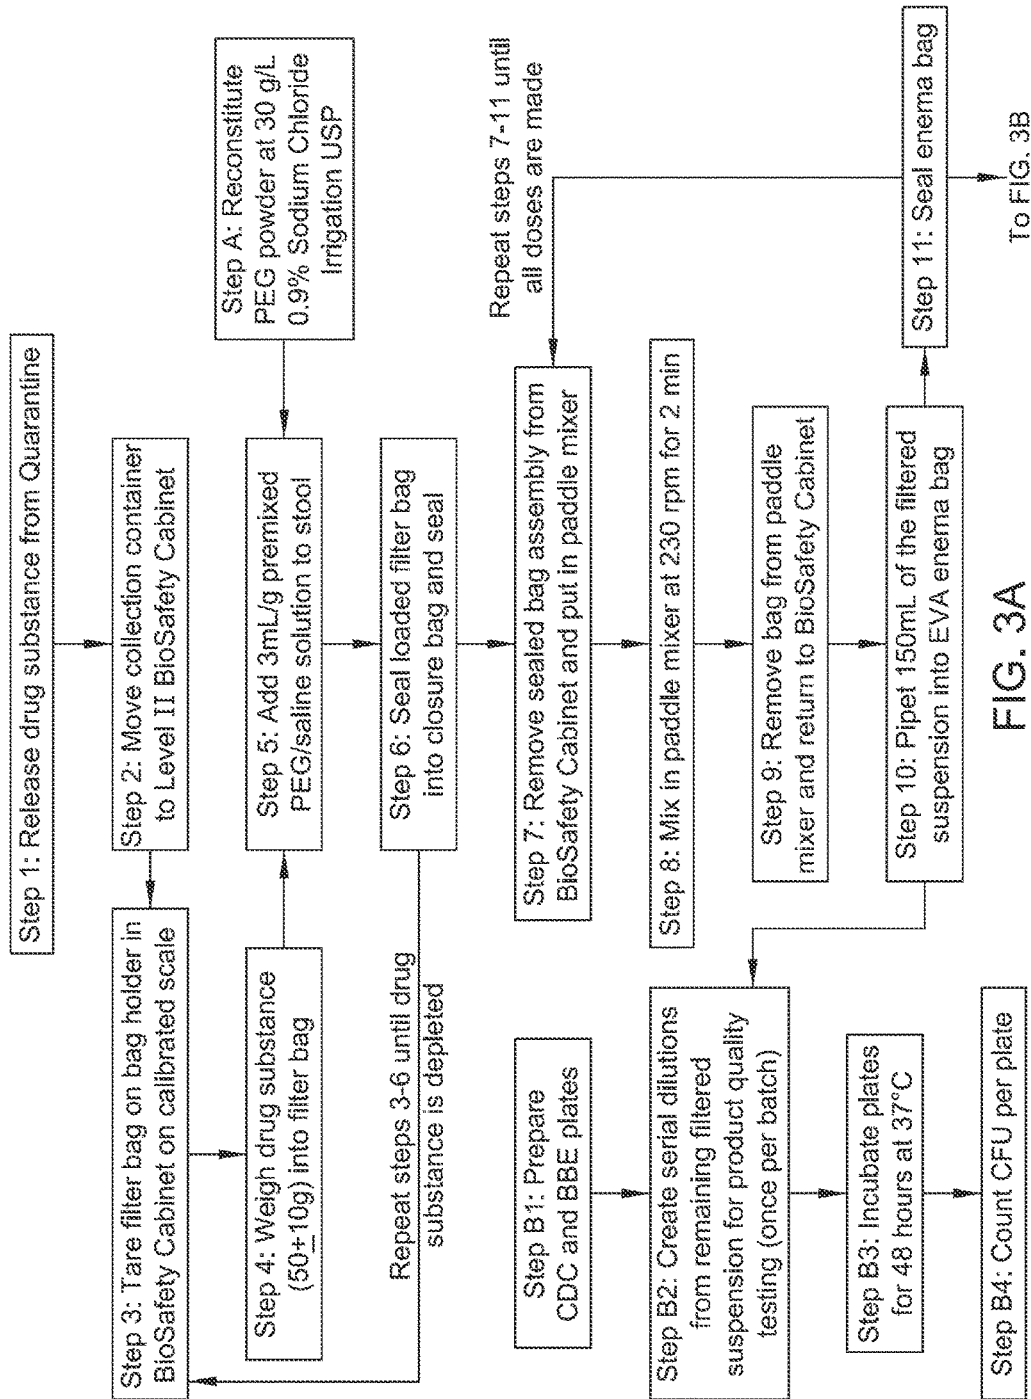 Step 1: Release drug substance from Quarantine
Step 2: Move collection container
to Level II BioSafety Cabinet
Step 3: Tare filter bag on bag holder in
BioSafety Cabinet on calibrated scale
Step 4: Weigh drug substance
(50±10g) into filter bag
Step A: Reconstitute
PEG powder at 30 g/L
0.9% Sodium Chloride
Irrigation USP
Step 5: Add 3mL/g premixed
PEG/saline solution to stool
Step 6: Seal loaded filter bag
into closure bag and seal
Repeat steps 3-6 until drug
substance is depleted
Step 7: Remove sealed bag assembly from
BioSafety Cabinet and put in paddle mixer
Repeat steps 7-11 until
all doses are made
Step 8: Mix in paddle mixer at 230 rpm for 2 min
Step 9: Remove bag from paddle
mixer and return to BioSafety Cabinet
Step 10: Pipet 150mL of the filtered
suspension into EVA enema bag
Step 11: Seal enema bag
To FIG. 3B
Step B1: Prepare
CDC and BBE plates
Step B2: Create serial dilutions
from remaining filtered
suspension for product quality
testing (once per batch)
Step B3: Incubate plates
for 48 hours at 37°C
Step B4: Count CFU per plate
FIG. 3A